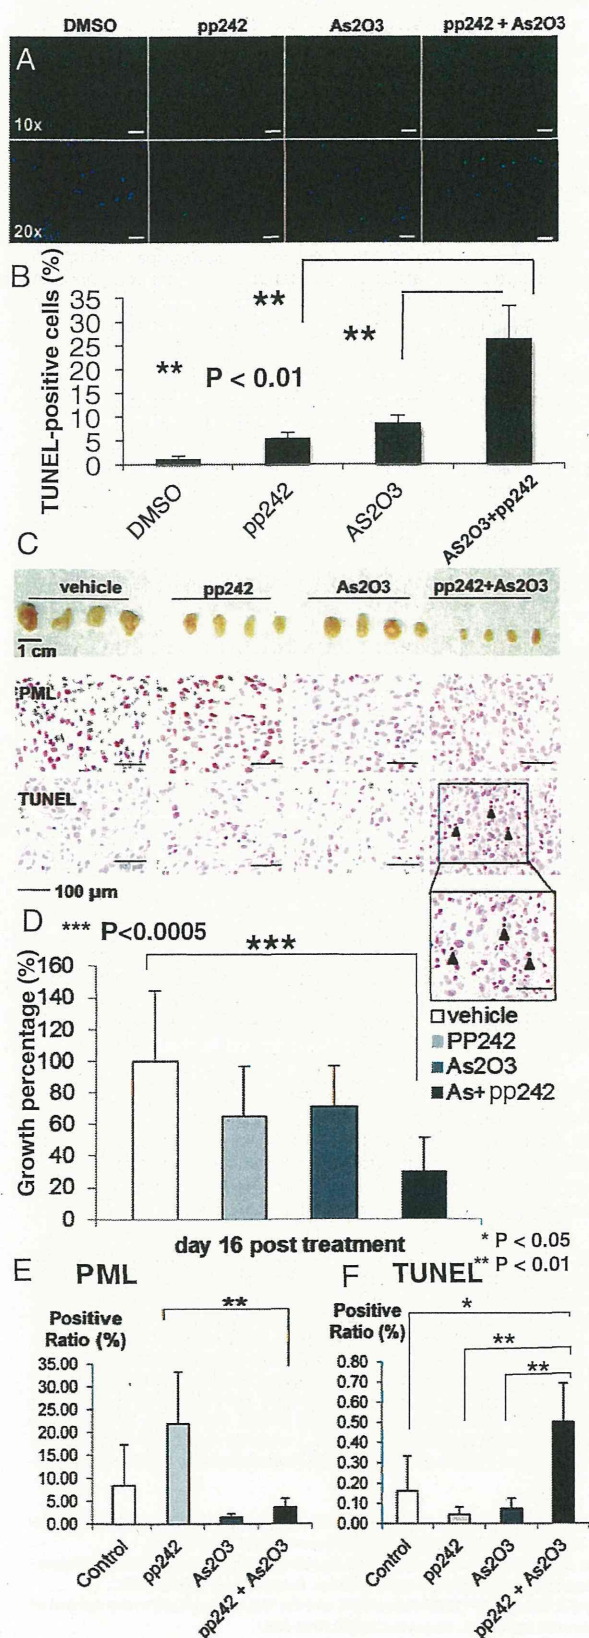 DMSO pp242 As2O3 pp242 + As2O3
A
10x
20x
B
TUNEL-positive cells (%)
35
30
25
20
15
10
5
0
**
**
** P < 0.01
DMSO pp242 AS2O3 AS2O3+pp242
C
vehicle pp242 As2O3 pp242+As2O3
1 cm
PML
TUNEL
100 µm
D
*** P<0.0005
***
Growth percentage (%)
160
140
120
100
80
60
40
20
0
vehicle
PP242
As2O3
As+pp242
day 16 post treatment
* P < 0.05
** P < 0.01
E PML
Positive
Ratio (%)
**
35.00
30.00
25.00
20.00
15.00
10.00
5.00
0.00
Control pp242 As2O3 pp242 + As2O3
F TUNEL
Positive
Ratio (%)
*
**
**
0.80
0.70
0.60
0.50
0.40
0.30
0.20
0.10
0.00
Control pp242 As2O3 pp242 + As2O3